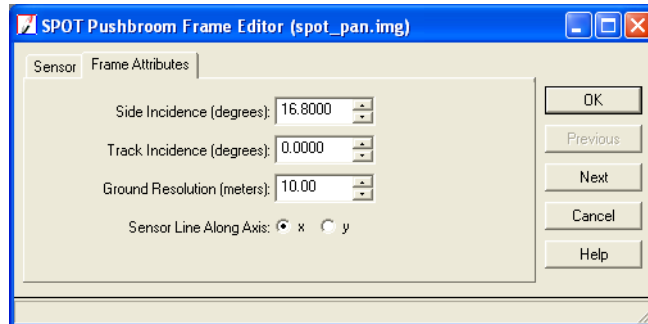 SPOT Pushbroom Frame Editor (spot_pan.img)
Sensor Frame Attributes
Side Incidence (degrees): 16.8000
Track Incidence (degrees): 0.0000
Ground Resolution (meters): 10.00
Sensor Line Along Axis: x y
OK
Previous
Next
Cancel
Help